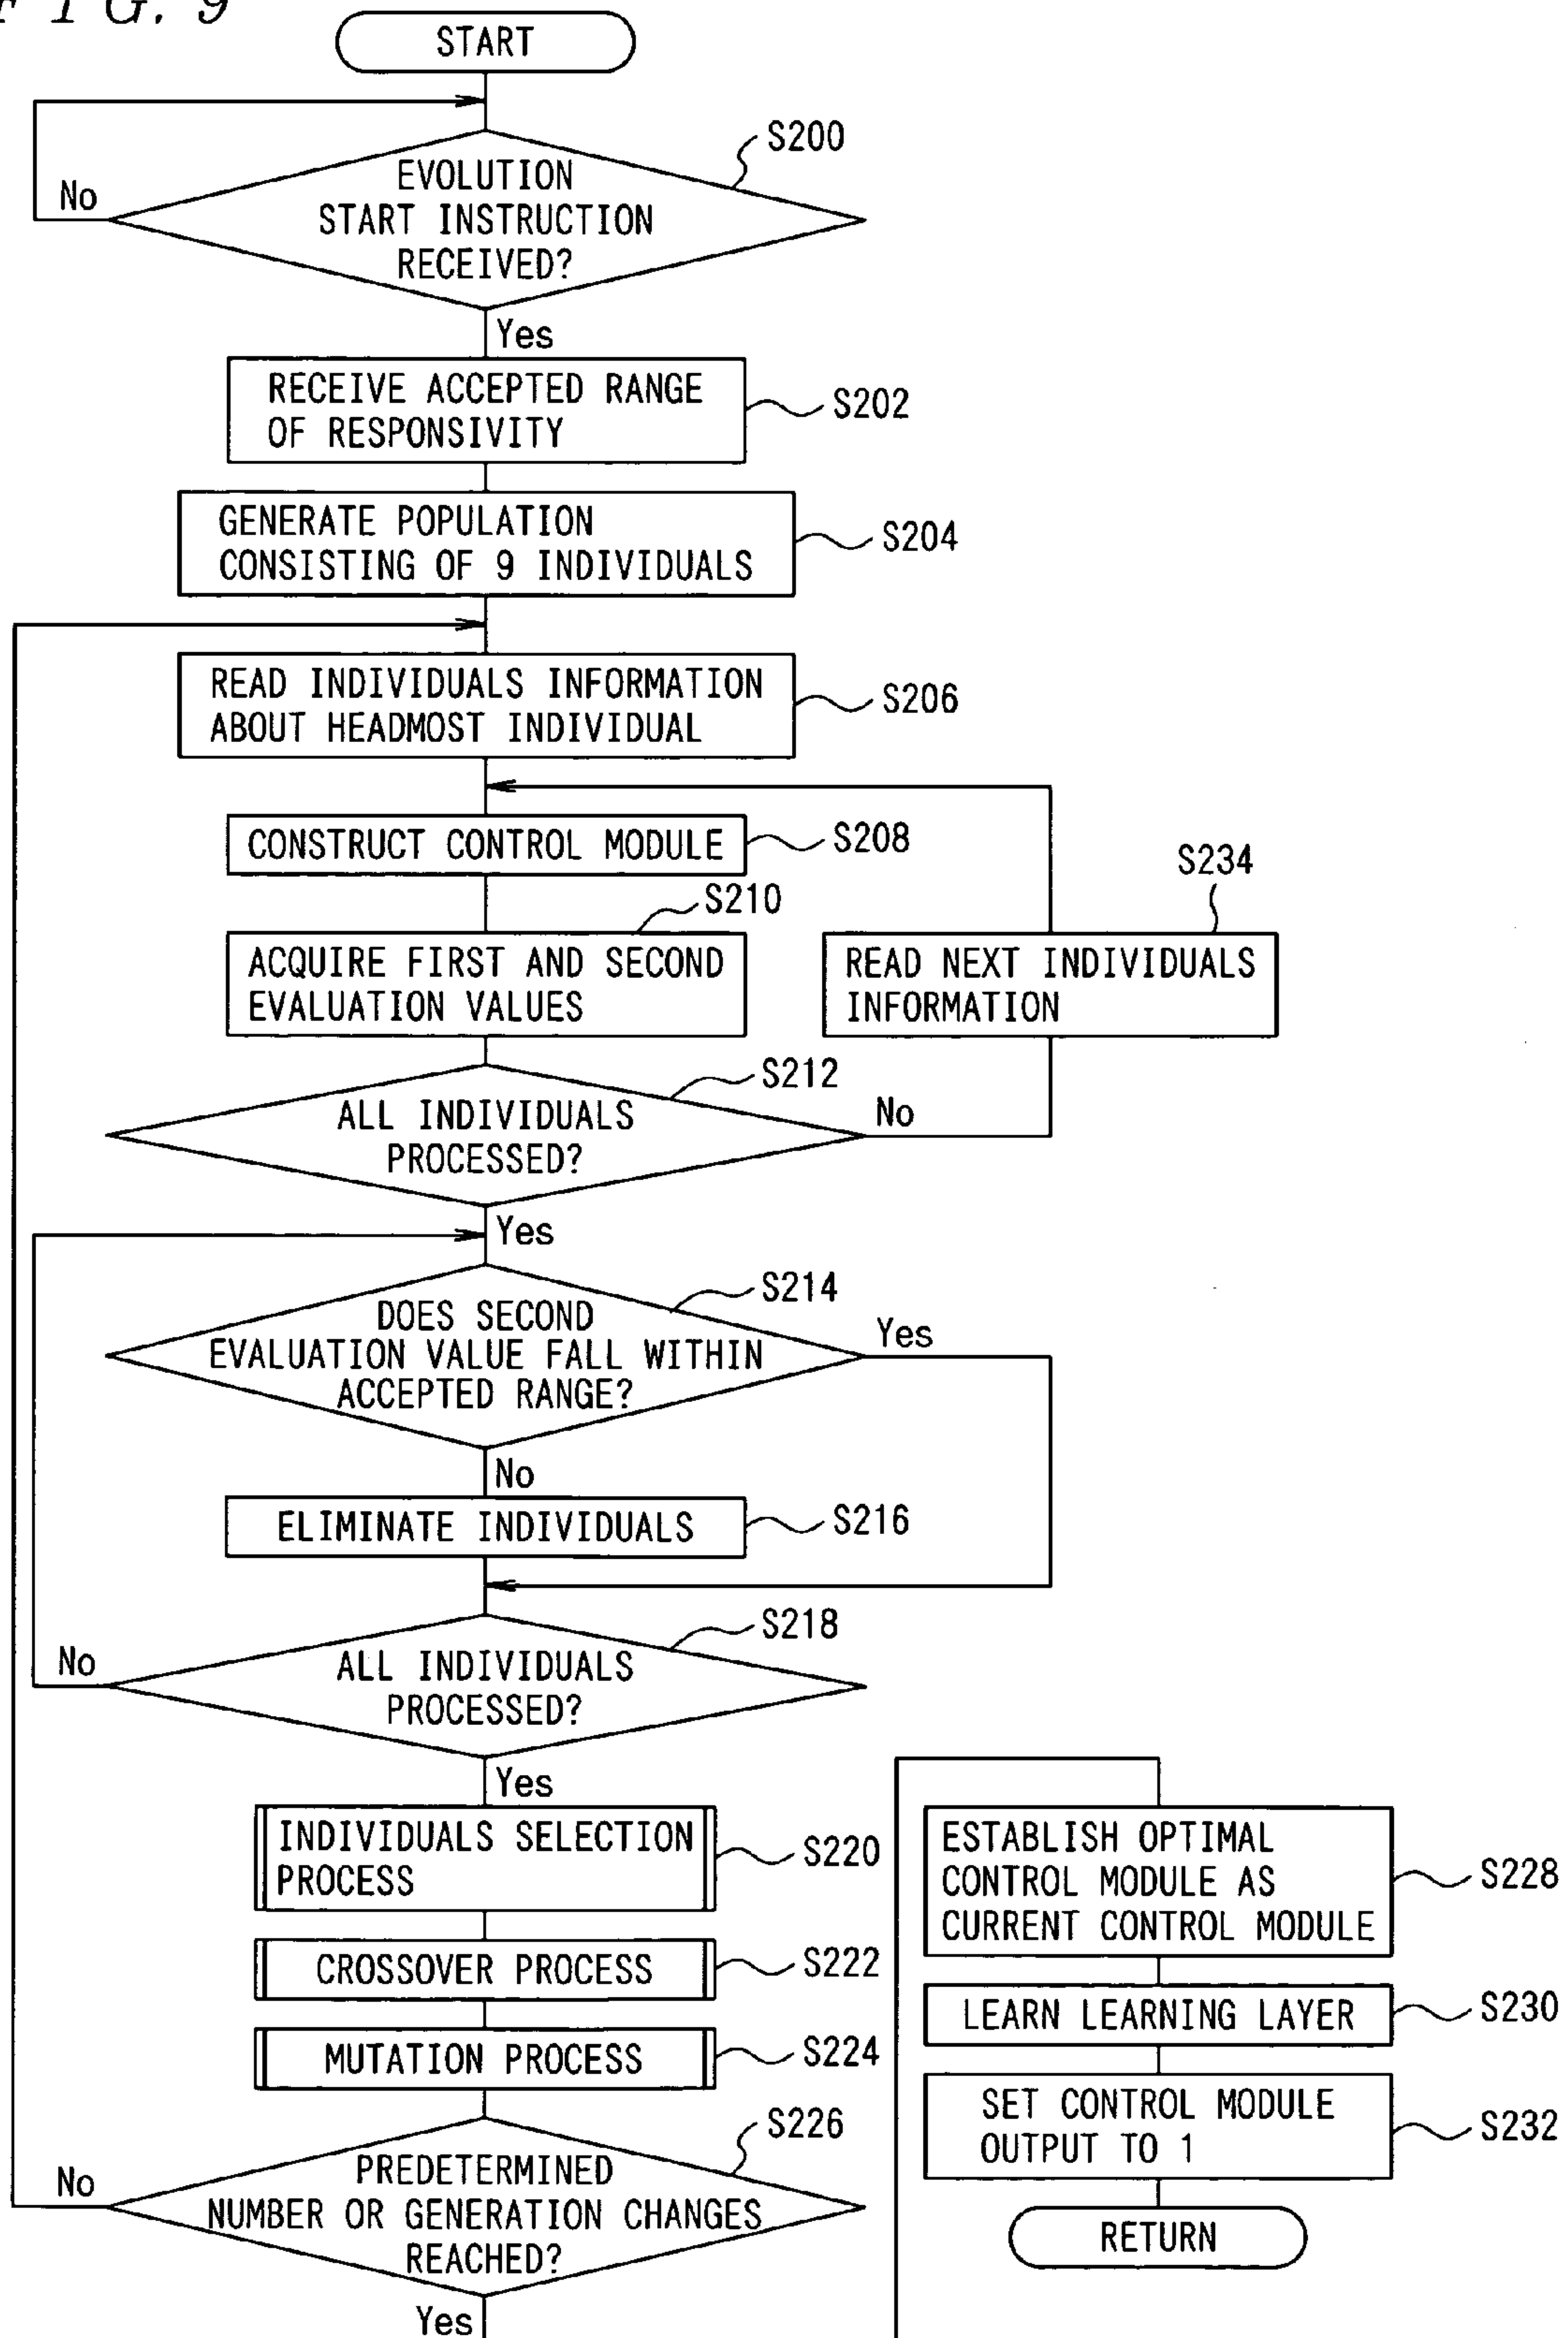 FIG. 9
START
S200
EVOLUTION
START INSTRUCTION
RECEIVED?
No
Yes
RECEIVE ACCEPTED RANGE
OF RESPONSIVITY
S202
GENERATE POPULATION
CONSISTING OF 9 INDIVIDUALS
S204
READ INDIVIDUALS INFORMATION
ABOUT HEADMOST INDIVIDUAL
S206
CONSTRUCT CONTROL MODULE
S208
S210
ACQUIRE FIRST AND SECOND
EVALUATION VALUES
S234
READ NEXT INDIVIDUALS
INFORMATION
S212
ALL INDIVIDUALS
PROCESSED?
No
Yes
S214
DOES SECOND
EVALUATION VALUE FALL WITHIN
ACCEPTED RANGE?
Yes
No
ELIMINATE INDIVIDUALS
S216
S218
ALL INDIVIDUALS
PROCESSED?
No
Yes
INDIVIDUALS SELECTION
PROCESS
S220
CROSSOVER PROCESS
S222
MUTATION PROCESS
S224
S226
PREDETERMINED
NUMBER OR GENERATION CHANGES
REACHED?
No
Yes
ESTABLISH OPTIMAL
CONTROL MODULE AS
CURRENT CONTROL MODULE
S228
LEARN LEARNING LAYER
S230
SET CONTROL MODULE
OUTPUT TO 1
S232
RETURN